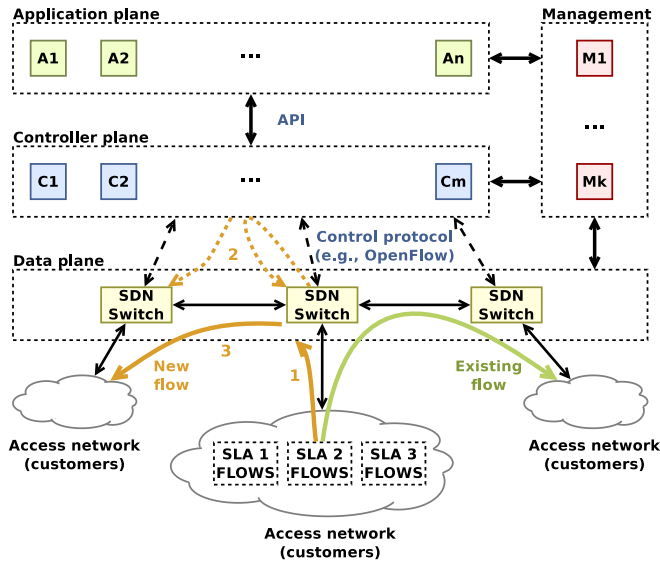 Application plane
Management
A1
A2
...
An
M1
API
...
Controller plane
C1
C2
...
Cm
Mk
2
Control protocol
(e.g., OpenFlow)
Data plane
SDN
Switch
SDN
Switch
SDN
Switch
3
New
flow
1
Existing
flow
Access network
(customers)
SLA 1
FLOWS
SLA 2
FLOWS
SLA 3
FLOWS
Access network
(customers)
Access network
(customers)